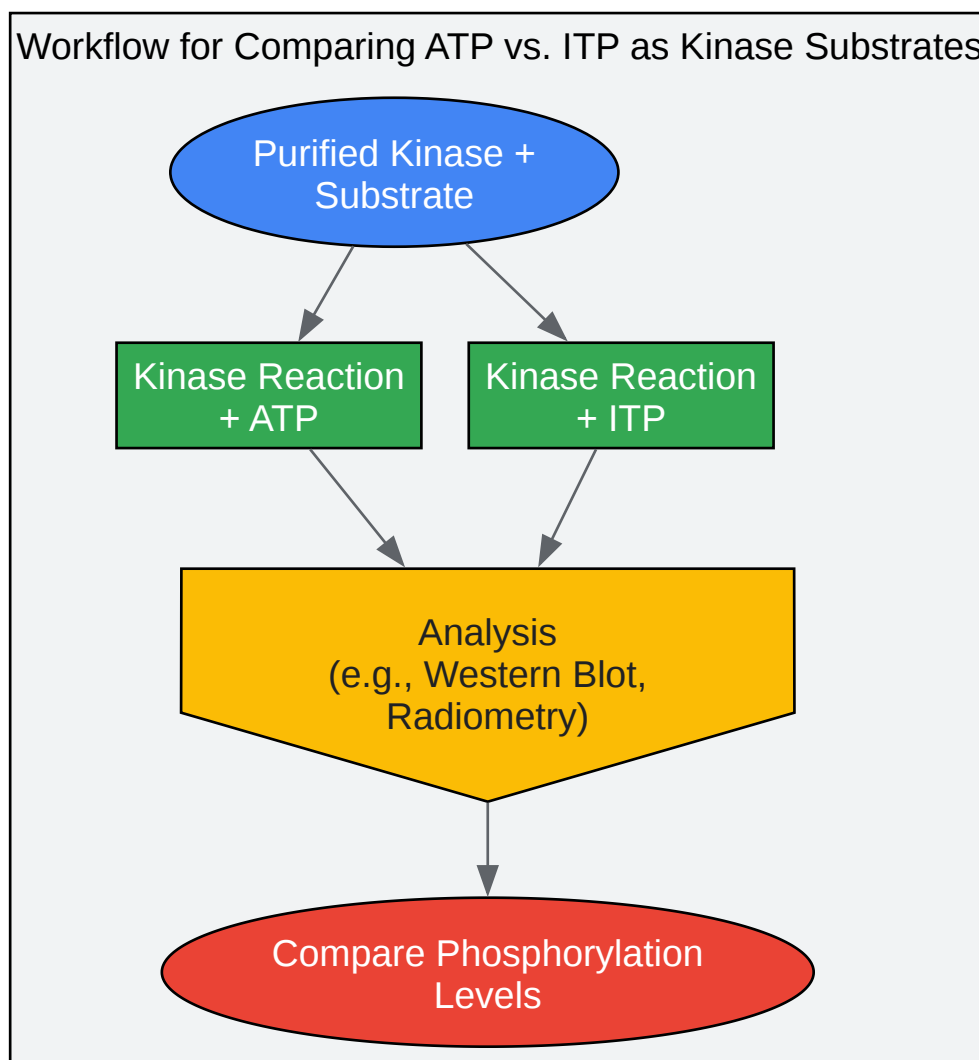 Workflow for Comparing ATP vs. ITP as Kinase Substrates
Purified Kinase +
Substrate
Kinase Reaction
+ ATP
Kinase Reaction
+ ITP
Analysis
(e.g., Western Blot,
Radiometry)
Compare Phosphorylation
Levels